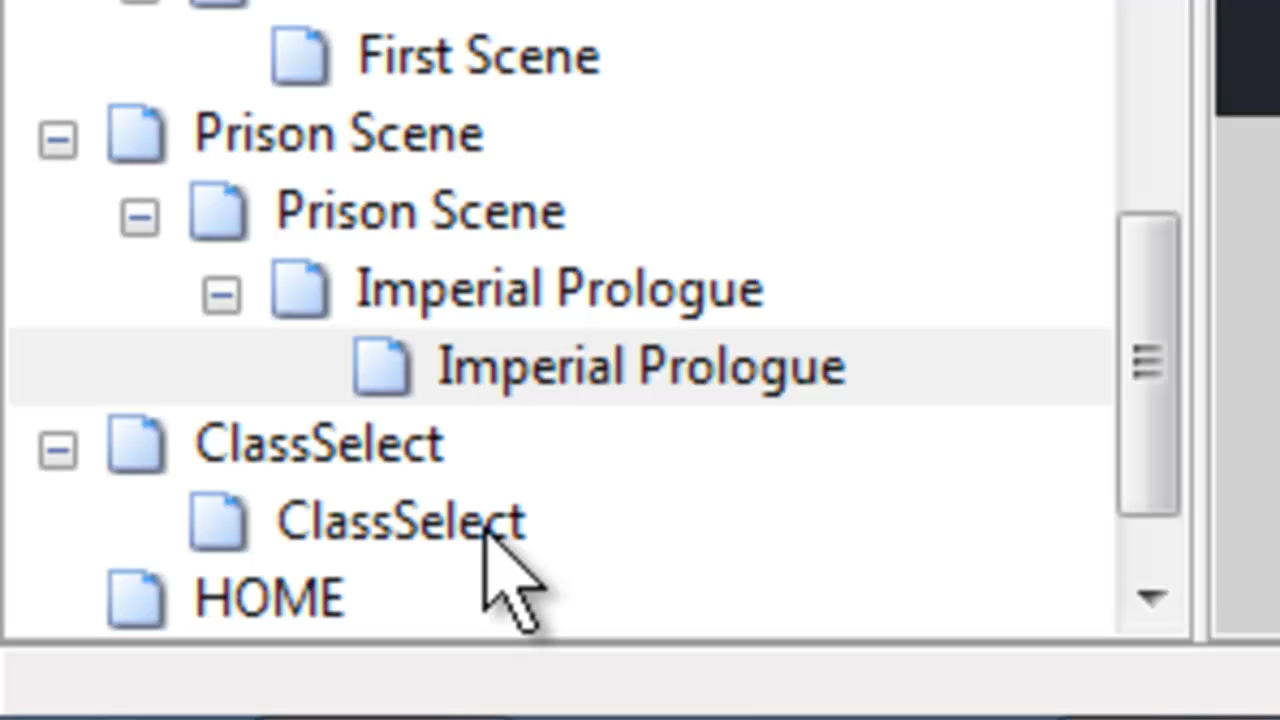 First Scene
Prison Scene
Prison Scene
Imperial Prologue
Imperial Prologue
ClassSelect
ClassSelect
HOME